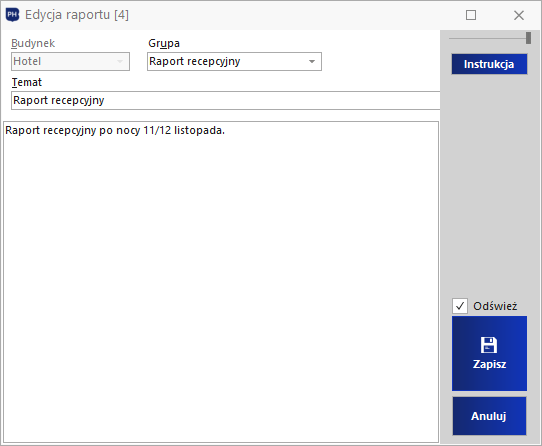 PH
Edycja raportu [4]
Budynek
Grupa
Hotel
Raport recepcyjny
Instrukcja
Temat
Raport recepcyjny
Raport recepcyjny po nocy 11/12 listopada.
Odśwież
Zapisz
Anuluj